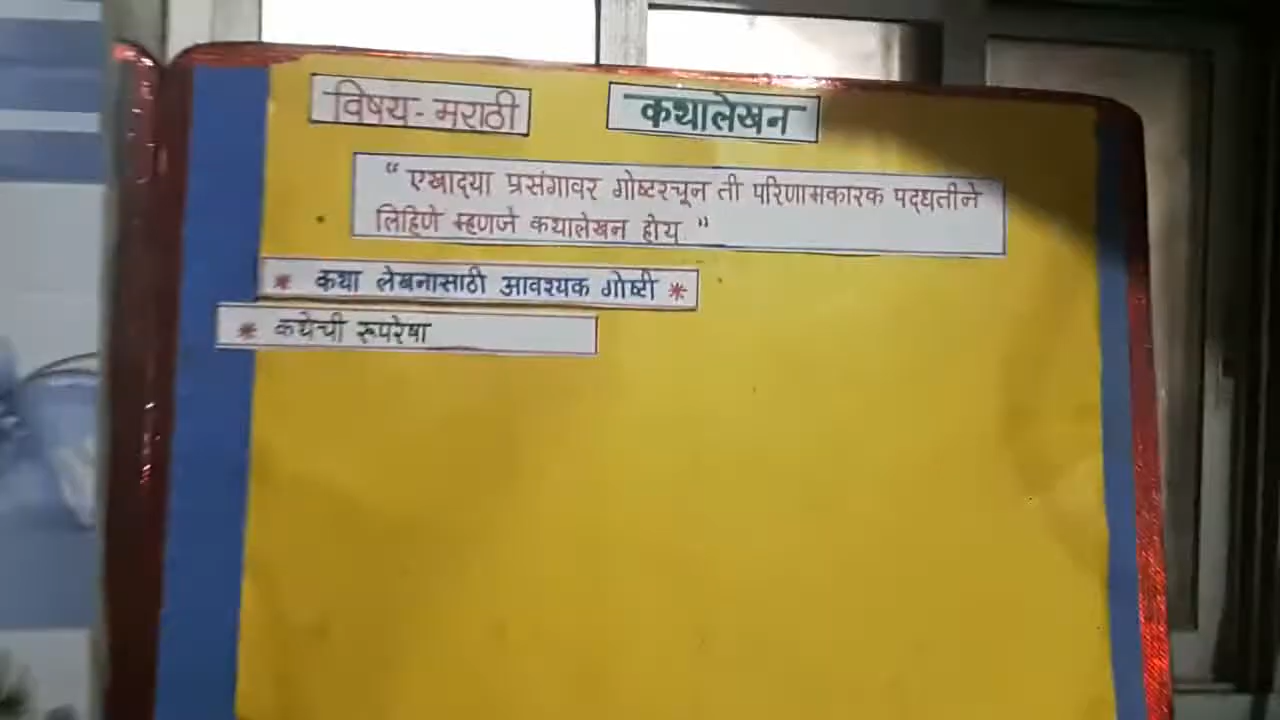 विषय - मराठी
कथालेखन
“ एखाद्या प्रसंगावर गोष्टरचून ती परिणामकारक पद्धतीने
लिहिणे म्हणजे कथालेखन होय. ”
* कथा लेखनासाठी आवश्यक गोष्टी *
* कथेची रूपरेषा